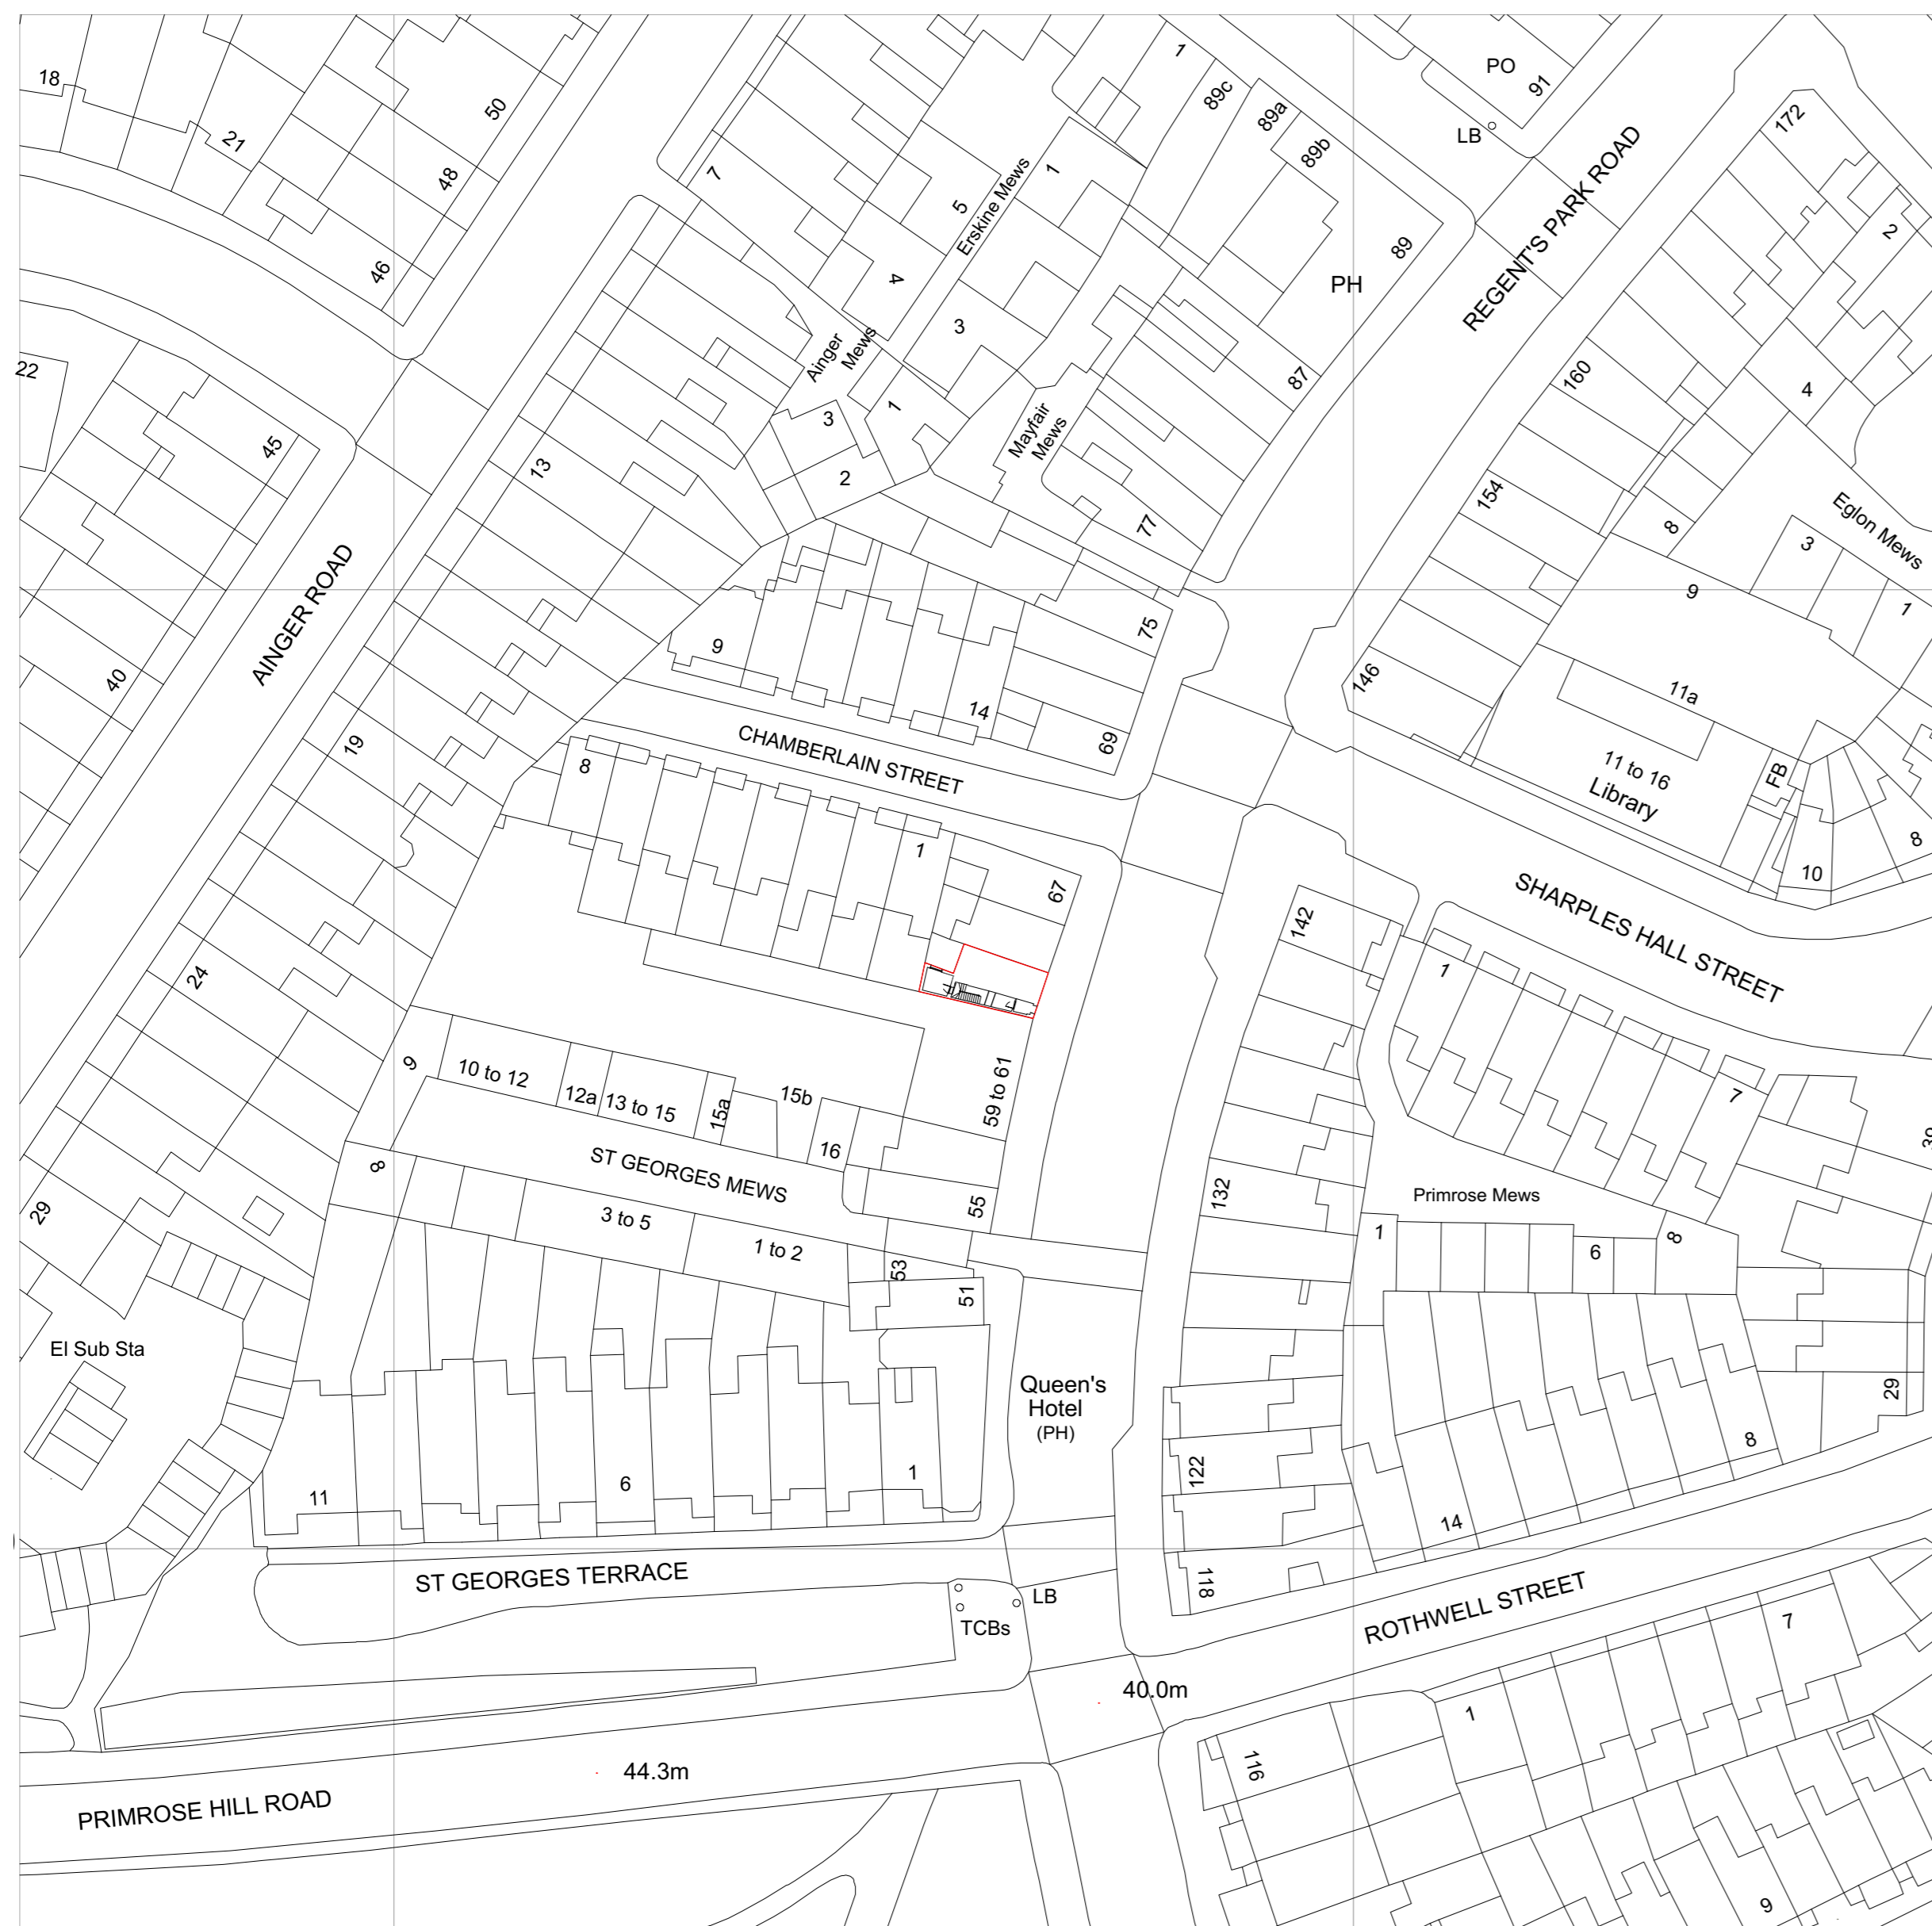 18
21
50
48
46
7
5
4
Erskine Mews
1
3
1
89c
89a
89b
PO
91
LB
172
2
REGENT'S PARK ROAD
89
PH
87
22
45
13
Ainger
Mews
3
2
1
Mayfair
Mews
77
160
154
4
8
Eglon Mews
3
1
9
AINGER ROAD
40
19
9
14
75
69
146
11a
11 to 16
Library
FB
10
8
CHAMBERLAIN STREET
8
1
67
142
SHARPLES HALL STREET
1
7
39
24
9
10 to 12
12a
13 to 15
15a
15b
16
59 to 61
ST GEORGES MEWS
8
3 to 5
1 to 2
55
53
51
132
Primrose Mews
1
6
8
29
El Sub Sta
Queen's
Hotel
(PH)
122
8
29
11
6
1
14
118
ST GEORGES TERRACE
LB
TCBs
ROTHWELL STREET
7
40.0m
1
116
44.3m
PRIMROSE HILL ROAD
9